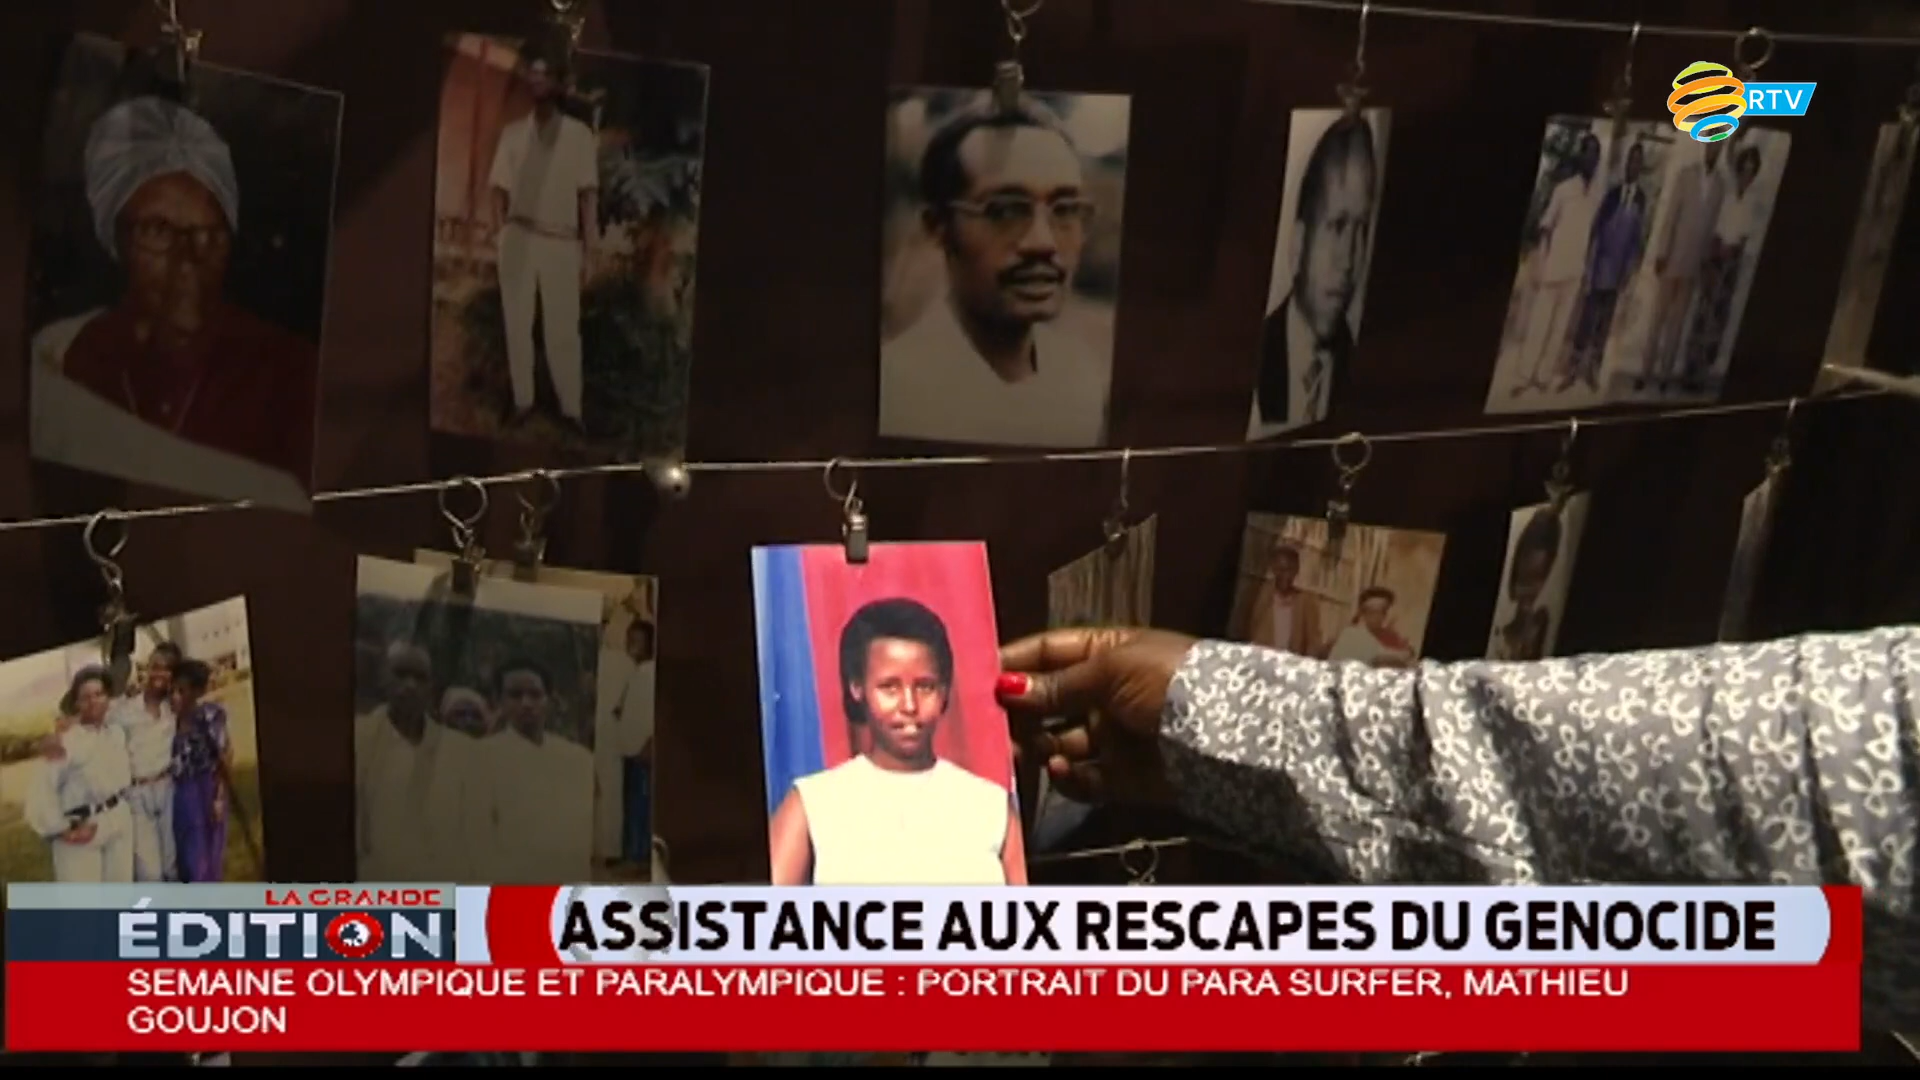 RTV
LA GRANDE
ÉDITION
ASSISTANCE AUX RESCAPES DU GENOCIDE
SEMAINE OLYMPIQUE ET PARALYMPIQUE : PORTRAIT DU PARA SURFER, MATHIEU
GOUJON